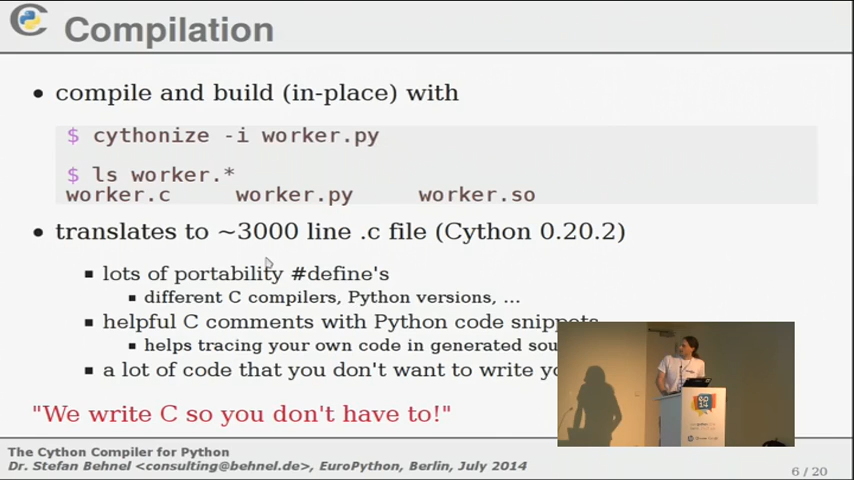 Compilation
• compile and build (in-place) with
$ cythonize -i worker.py
$ ls worker.*
worker.c worker.py worker.so
• translates to ~3000 line .c file (Cython 0.20.2)
▪ lots of portability #define's
▪ different C compilers, Python versions, ...
▪ helpful C comments with Python code snippets
▪ helps tracing your own code in generated
▪ a lot of code that you don't want to write
"We write C so you don't have to!"
The Cython Compiler for Python
Dr. Stefan Behnel <consulting@behnel.de>, EuroPython, Berlin, July 2014
6 / 20